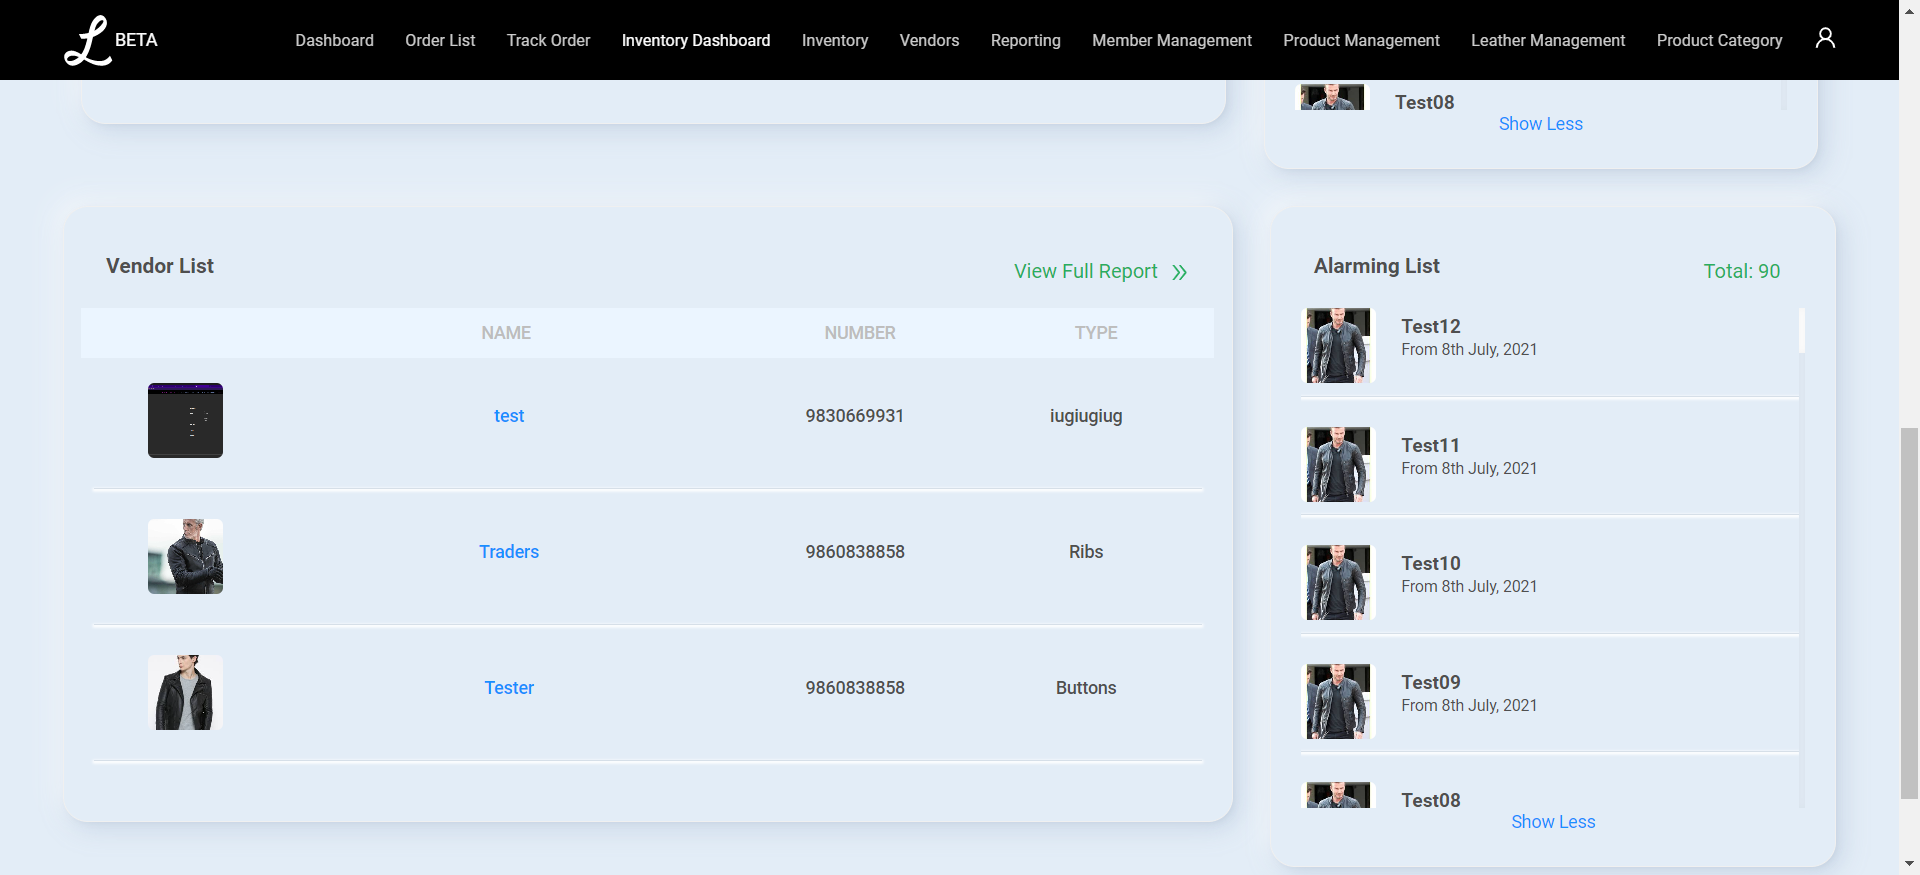 L BETA
Dashboard Order List Track Order Inventory Dashboard Inventory Vendors Reporting Member Management Product Management Leather Management Product Category
Test08
Show Less
Vendor List
View Full Report
NAME NUMBER TYPE
test 9830669931 iugiugiug
Traders 9860838858 Ribs
Tester 9860838858 Buttons
Alarming List
Total: 90
Test12
From 8th July, 2021
Test11
From 8th July, 2021
Test10
From 8th July, 2021
Test09
From 8th July, 2021
Test08
Show Less